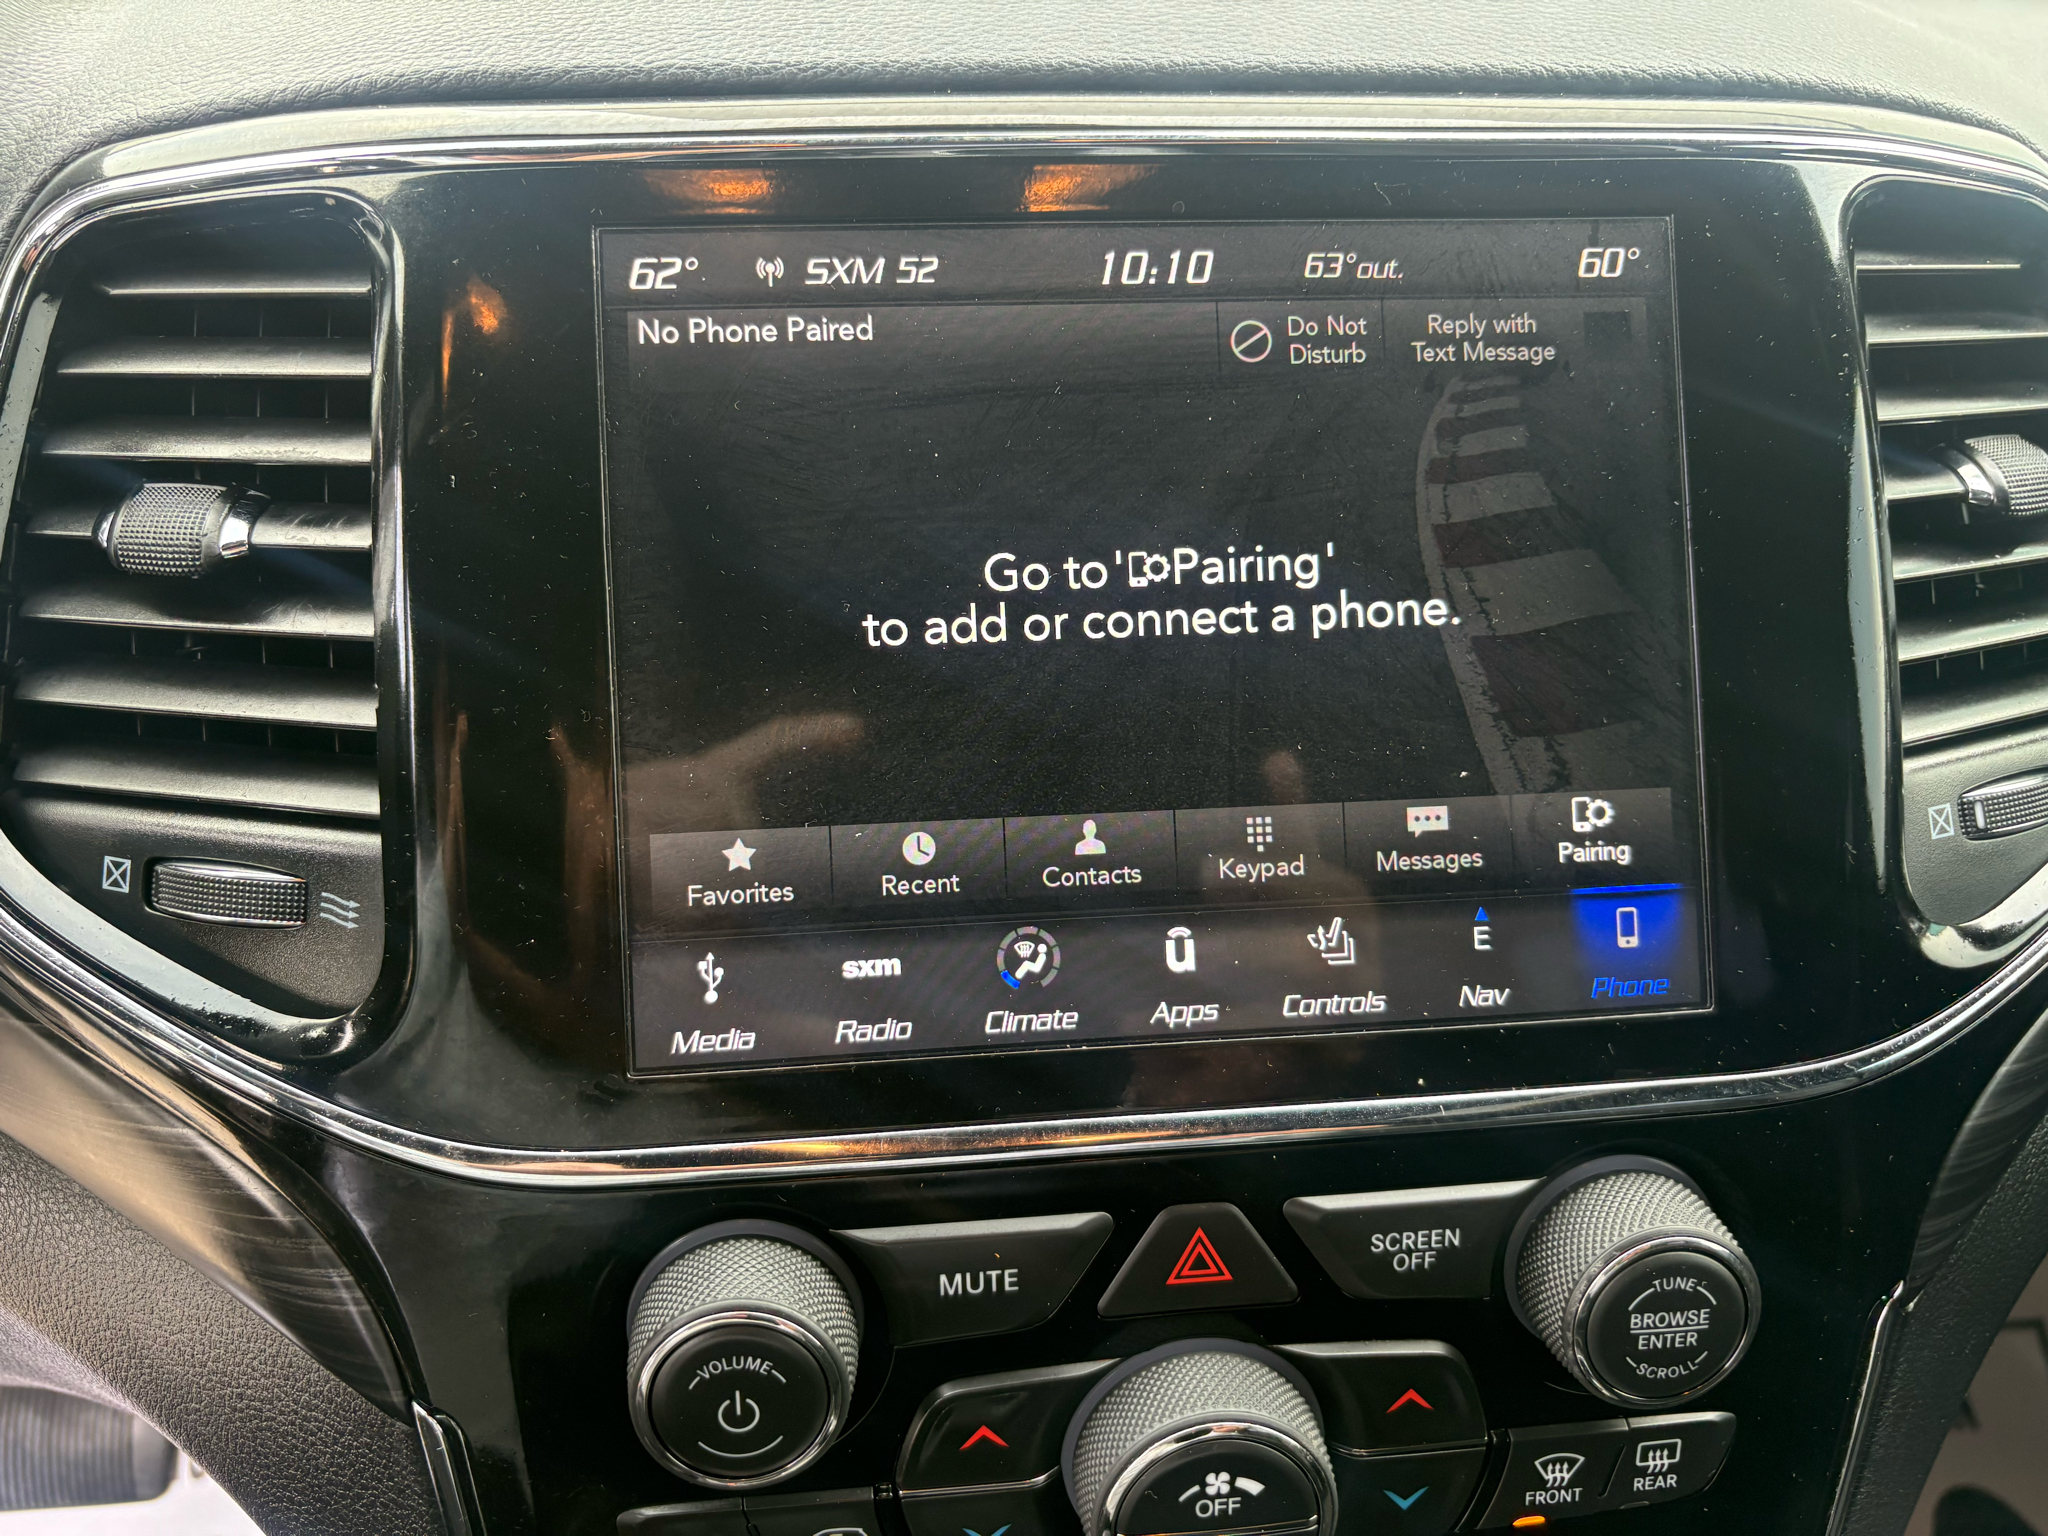 62° SXM 52 10:10 63°out. 60°
No Phone Paired
Do Not
Disturb
Reply with
Text Message
Go to 'Pairing'
to add or connect a phone.
Favorites Recent Contacts Keypad Messages Pairing
sxm u E
Media Radio Climate Apps Controls Nav Phone
MUTE
SCREEN
OFF
VOLUME
TUNE
BROWSE
ENTER
SCROLL
OFF
FRONT
REAR